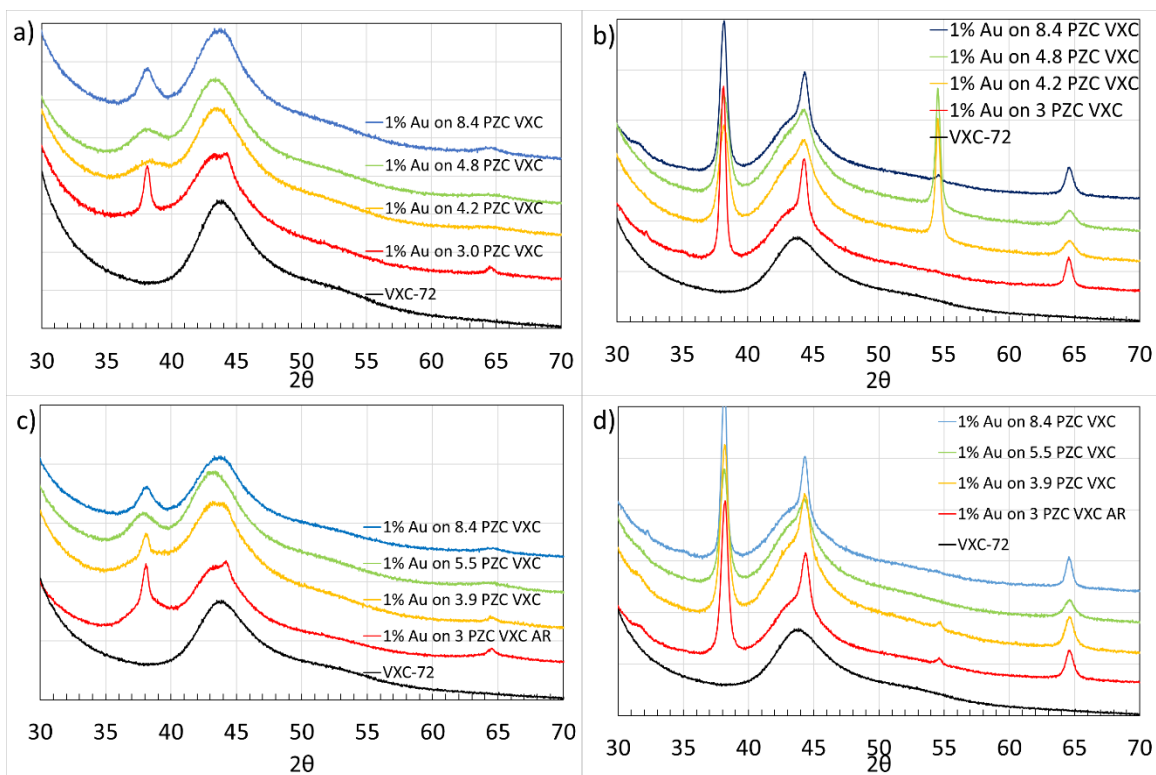 a)
1% Au on 8.4 PZC VXC
1% Au on 4.8 PZC VXC
1% Au on 4.2 PZC VXC
1% Au on 3.0 PZC VXC
VXC-72
30 35 40 45 50 55 60 65 70
2θ
b)
1% Au on 8.4 PZC VXC
1% Au on 4.8 PZC VXC
1% Au on 4.2 PZC VXC
1% Au on 3 PZC VXC
VXC-72
30 35 40 45 50 55 60 65 70
2θ
c)
1% Au on 8.4 PZC VXC
1% Au on 5.5 PZC VXC
1% Au on 3.9 PZC VXC
1% Au on 3 PZC VXC AR
VXC-72
30 35 40 45 50 55 60 65 70
2θ
d)
1% Au on 8.4 PZC VXC
1% Au on 5.5 PZC VXC
1% Au on 3.9 PZC VXC
1% Au on 3 PZC VXC AR
VXC-72
30 35 40 45 50 55 60 65 70
2θ